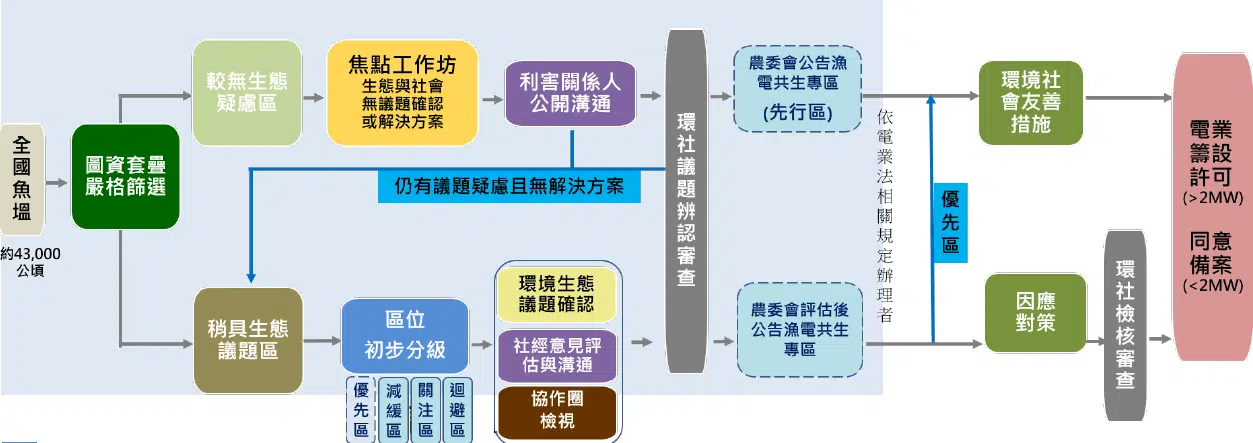 全國魚塭
約43,000
公頃
圖資套疊
嚴格篩選
較無生態
疑慮區
焦點工作坊
生態與社會
無議題確認
或解決方案
利害關係人
公開溝通
仍有議題疑慮且無解決方案
稍具生態
議題區
區位
初步分級
優先區
減緩區
關注區
迴避區
環境生態
議題確認
社經意見評
估與溝通
協作圈
檢視
環社議題辨認審查
農委會公告漁
電共生專區
(先行區)
農委會評估後
公告漁電共生
專區
依電業法相關規定辦理者
優先區
環境社
會友善
措施
因應
對策
環社檢核審查
電業
籌設
許可
(>2MW)
同意
備案
(<2MW)